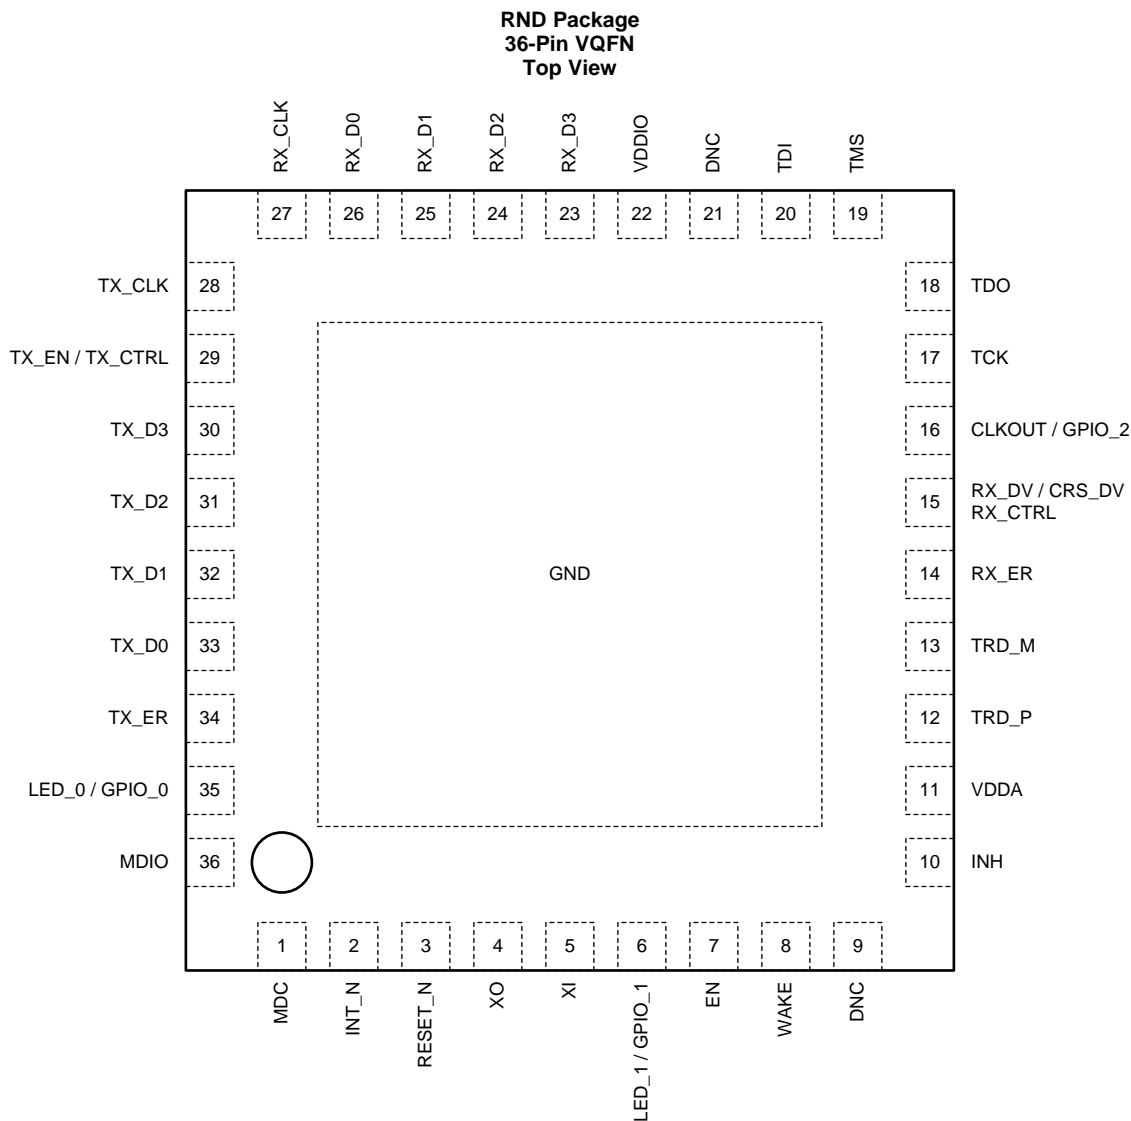 RND Package
36-Pin VQFN
Top View
RX_CLK
RX_D0
RX_D1
RX_D2
RX_D3
VDDIO
DNC
TDI
TMS
27
26
25
24
23
22
21
20
19
TX_CLK 28
18 TDO
TX_EN / TX_CTRL 29
17 TCK
TX_D3 30
16 CLKOUT / GPIO_2
TX_D2 31
15 RX_DV / CRS_DV
RX_CTRL
TX_D1 32
GND
14 RX_ER
TX_D0 33
13 TRD_M
TX_ER 34
12 TRD_P
LED_0 / GPIO_0 35
11 VDDA
MDIO 36
10 INH
1
2
3
4
5
6
7
8
9
MDC
INT_N
RESET_N
XO
XI
LED_1 / GPIO_1
EN
WAKE
DNC